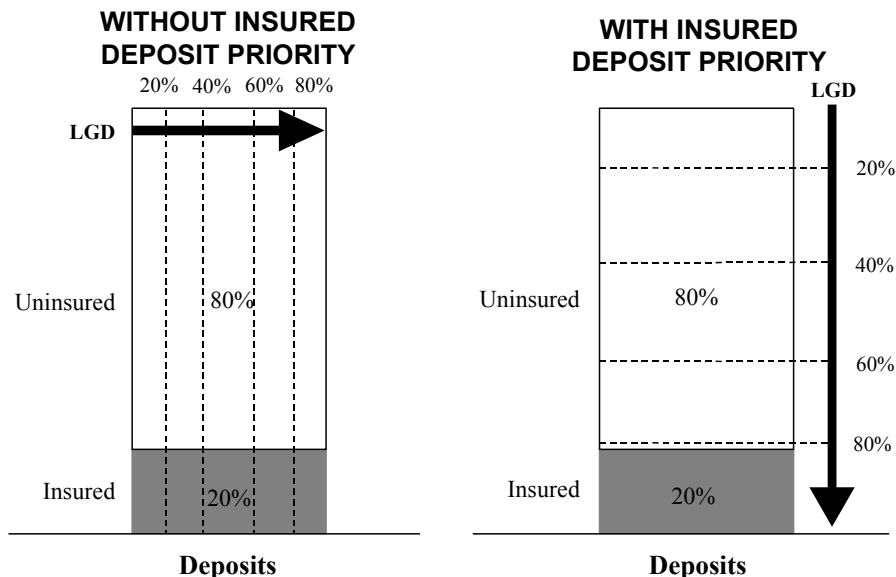 WITHOUT INSURED
DEPOSIT PRIORITY
20% 40% 60% 80%
LGD
Uninsured
80%
Insured
20%
Deposits
WITH INSURED
DEPOSIT PRIORITY
LGD
20%
40%
Uninsured
80%
60%
80%
Insured
20%
Deposits